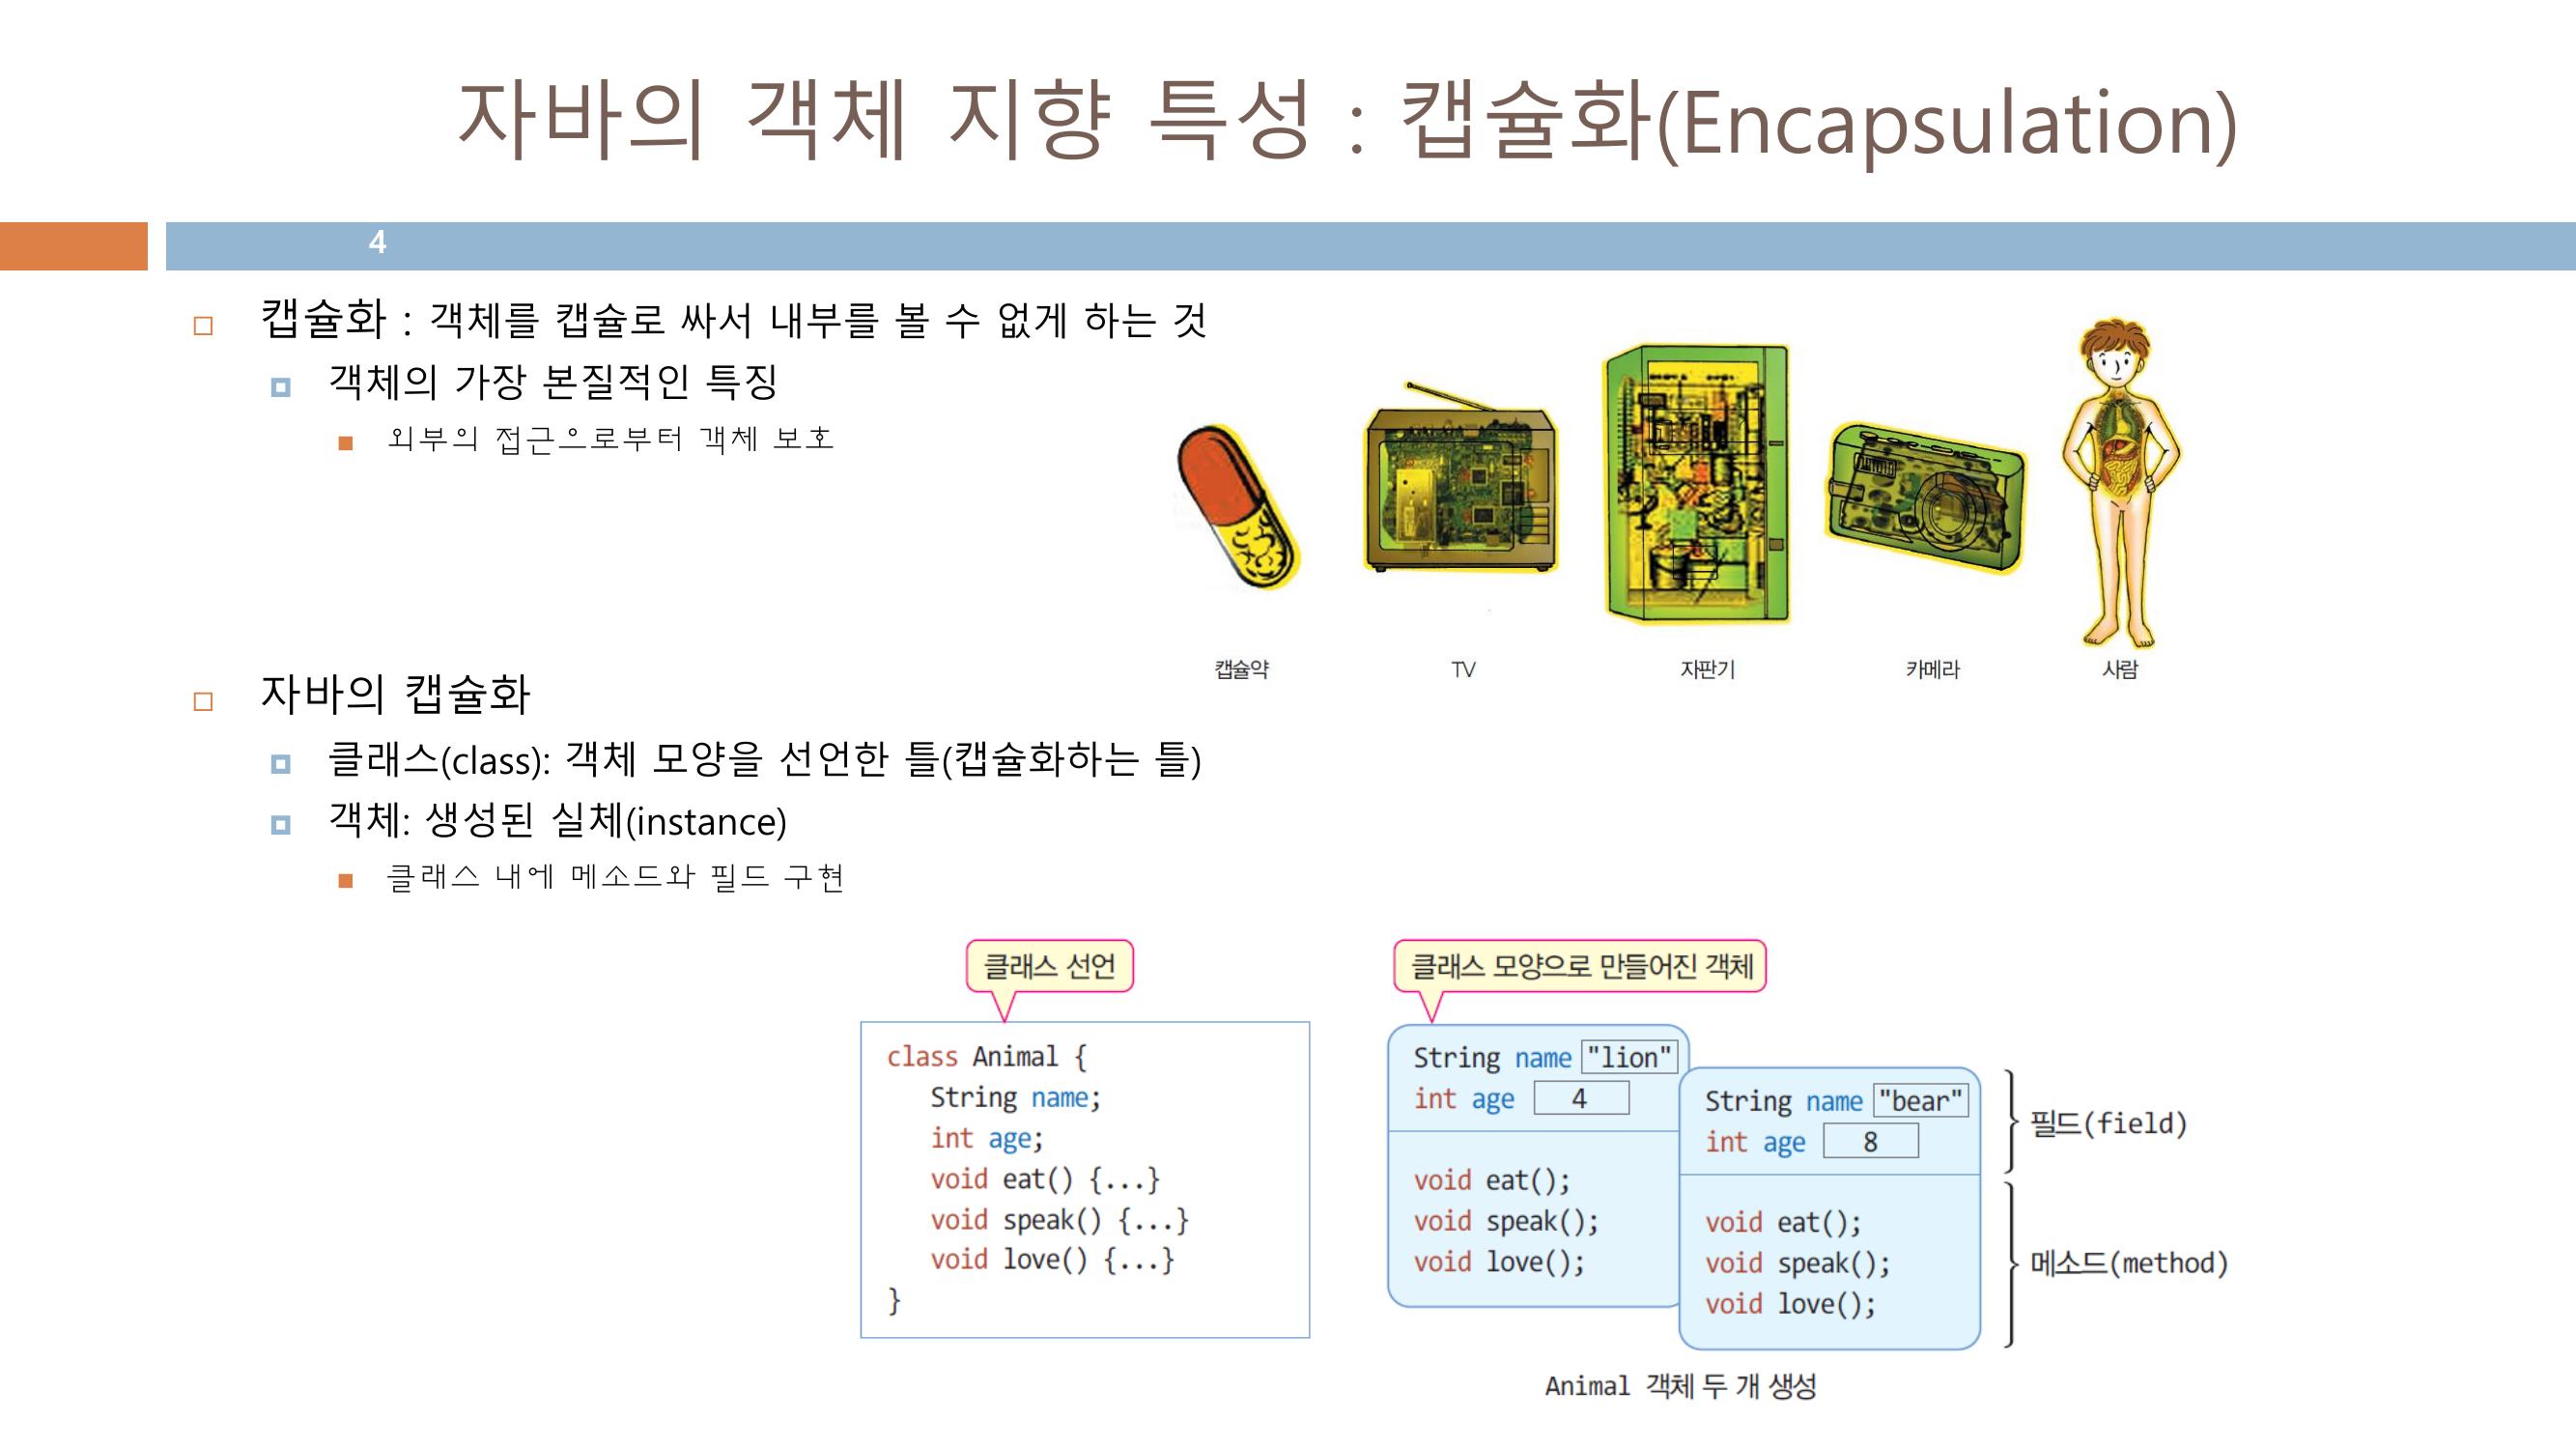 자바의 객체 지향 특성 : 캡슐화(Encapsulation)
4
캡슐화 : 객체를 캡슐로 싸서 내부를 볼 수 없게 하는 것
객체의 가장 본질적인 특징
외부의 접근으로부터 객체 보호
캡슐약
TV
자판기
카메라
사람
자바의 캡슐화
클래스(class): 객체 모양을 선언한 틀(캡슐화하는 틀)
객체: 생성된 실체(instance)
클래스 내에 메소드와 필드 구현
클래스 선언
class Animal {
String name;
int age;
void eat() {...}
void speak() {...}
void love() {...}
}
클래스 모양으로 만들어진 객체
String name "lion"
int age 4
void eat();
void speak();
void love();
String name "bear"
int age 8
void eat();
void speak();
void love();
필드(field)
메소드(method)
Animal 객체 두 개 생성